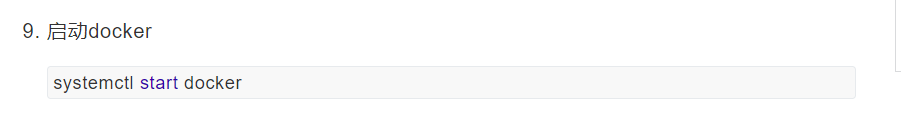 9. 启动docker
systemctl start docker